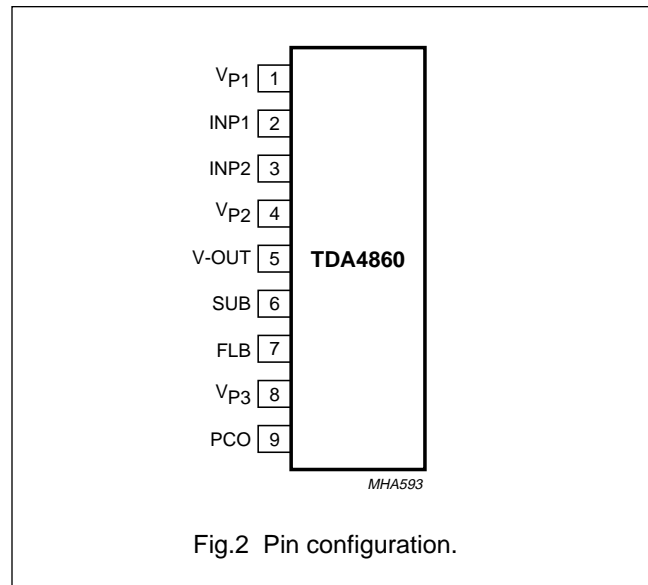 VP1 1
INP1 2
INP2 3
VP2 4
V-OUT 5 TDA4860
SUB 6
FLB 7
VP3 8
PCO 9
MHA593
Fig.2 Pin configuration.